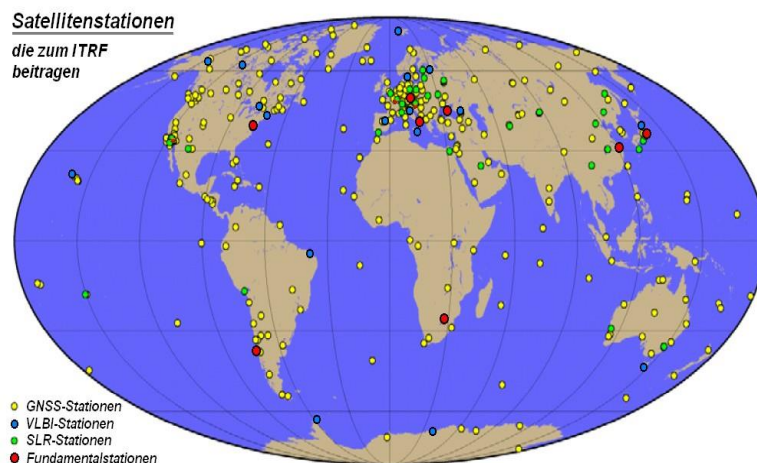 Satellitenstationen
die zum ITRF
beitragen
GNSS-Stationen
VLBI-Stationen
SLR-Stationen
Fundamentalstationen